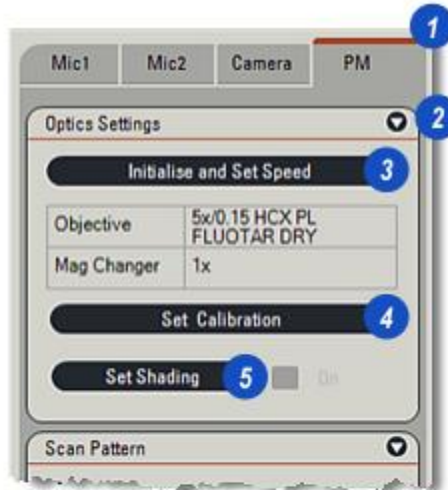 1
Mic1 Mic2 Camera PM
Optics Settings 2
Initialise and Set Speed 3
Objective 5x/0.15 HCX PL
FLUOTAR DRY
Mag Changer 1x
Set Calibration 4
Set Shading 5 On
Scan Pattern